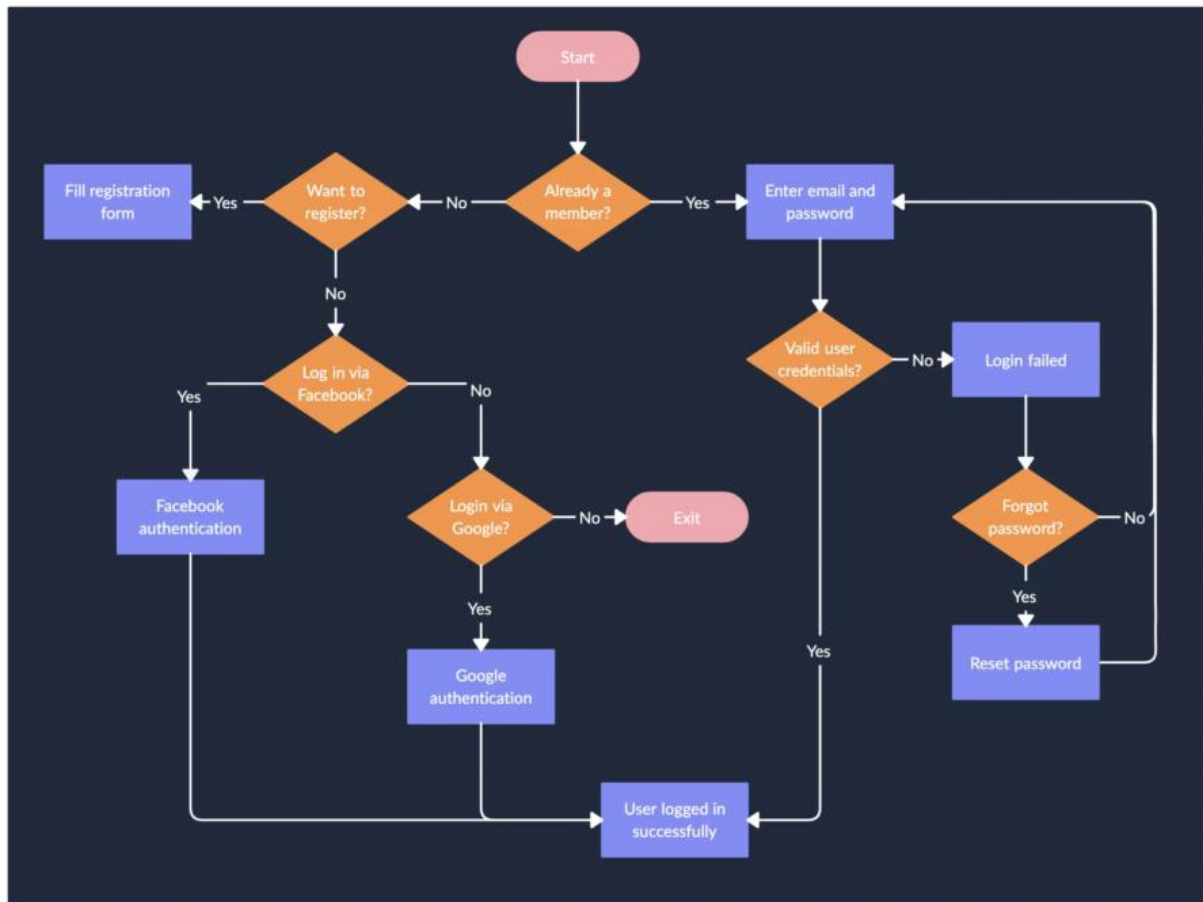 Start
Fill registration
form
Yes
Want to
register?
No
Already a
member?
Yes
Enter email and
password
No
Log in via
Facebook?
Yes
No
Valid user
credentials?
No
Login failed
Facebook
authentication
Login via
Google?
No
Exit
Forgot
password?
No
Yes
Yes
Google
authentication
Yes
Reset password
User logged in
successfully